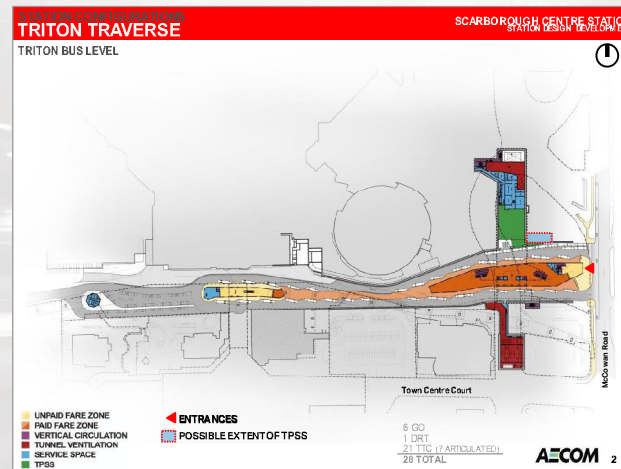 STATION CONFIGURATIONS
TRITON TRAVERSE
SCARBOROUGH CENTRE STATIO
STATION DESIGN DEVELOPME
TRITON BUS LEVEL
McCowan Road
Town Centre Court
UNPAID FARE ZONE
PAID FARE ZONE
VERTICAL CIRCULATION
TUNNEL VENTILATION
SERVICE SPACE
TPSS
ENTRANCES
POSSIBLE EXTENT OF TPSS
6 GO
1 DRT
21 TTC (7 ARTICULATED)
28 TOTAL
AECOM
2